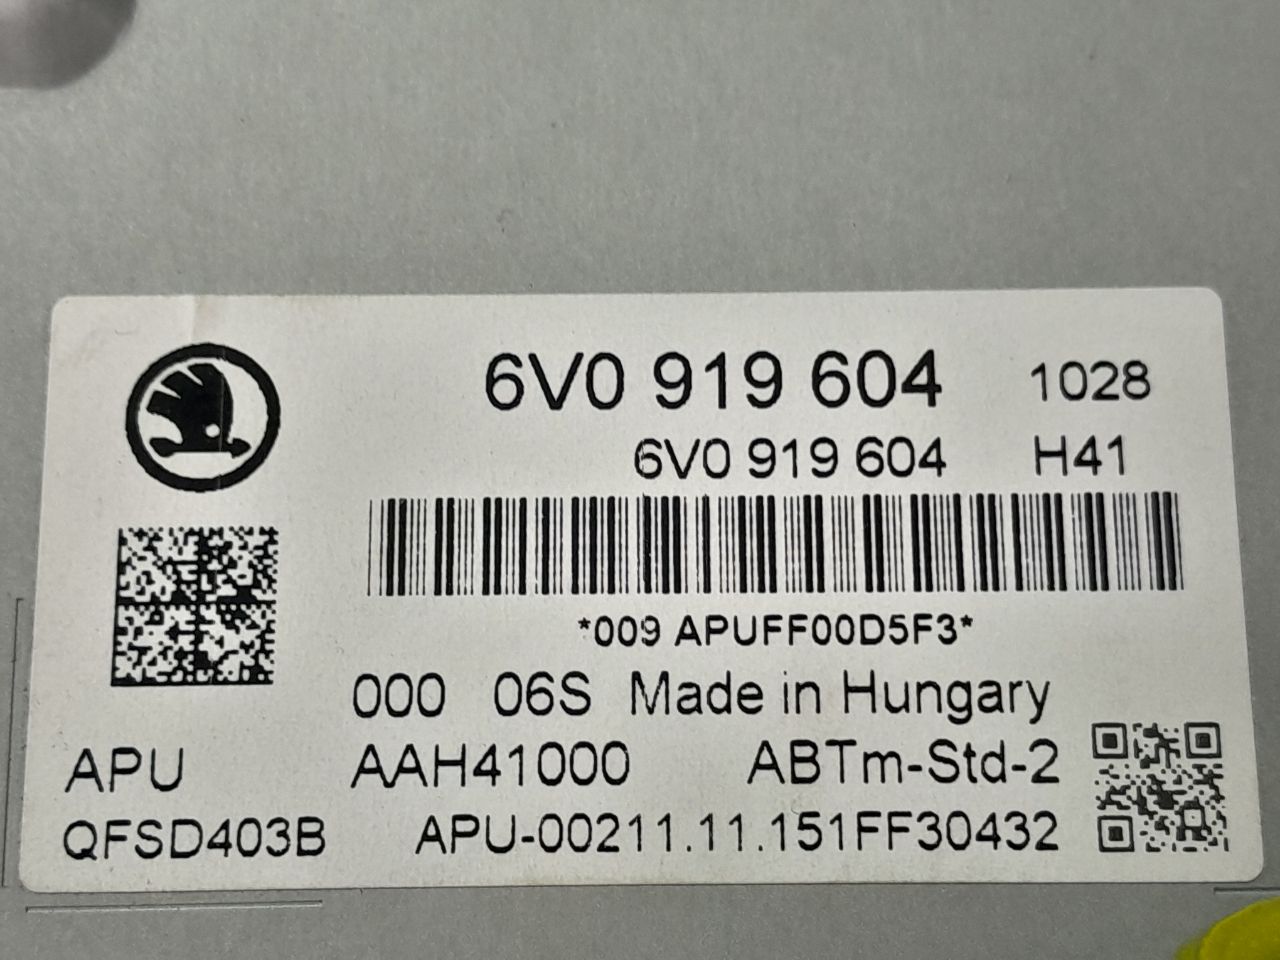 6V0 919 604 1028
6V0 919 604 H41
*009 APUFF00D5F3*
000 06S Made in Hungary
APU AAH41000 ABTm-Std-2
QFSD403B APU-00211.11.151FF30432